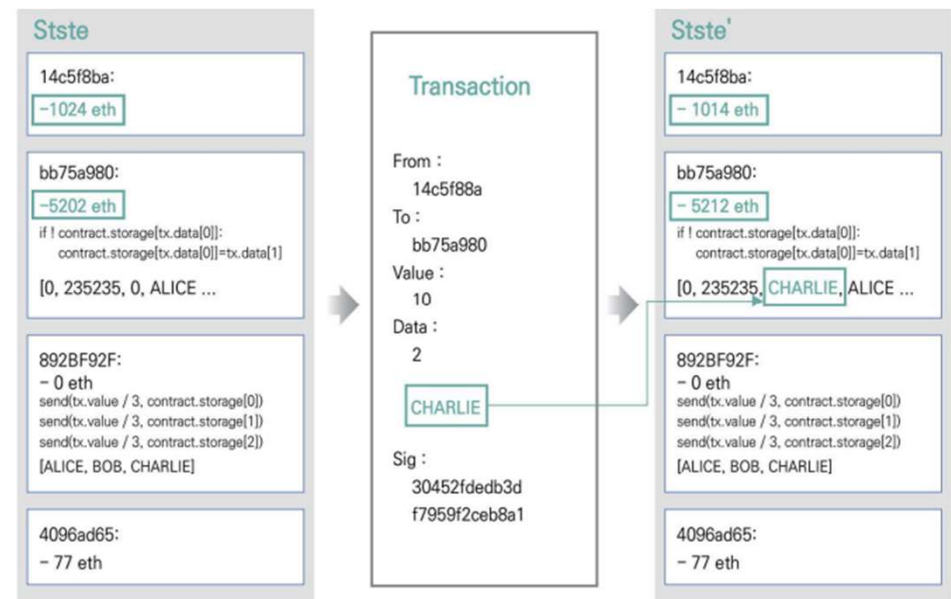 Stste
14c5f8ba:
-1024 eth
bb75a980:
-5202 eth
if ! contract.storage[tx.data[0]]:
contract.storage[tx.data[0]]=tx.data[1]
[0, 235235, 0, ALICE ...
892BF92F:
- 0 eth
send(tx.value / 3, contract.storage[0])
send(tx.value / 3, contract.storage[1])
send(tx.value / 3, contract.storage[2])
[ALICE, BOB, CHARLIE]
4096ad65:
- 77 eth
Transaction
From :
14c5f88a
To :
bb75a980
Value :
10
Data :
2
CHARLIE
Sig :
30452fdedb3d
f7959f2ceb8a1
Stste'
14c5f8ba:
- 1014 eth
bb75a980:
- 5212 eth
if ! contract.storage[tx.data[0]]:
contract.storage[tx.data[0]]=tx.data[1]
[0, 235235, CHARLIE, ALICE ...
892BF92F:
- 0 eth
send(tx.value / 3, contract.storage[0])
send(tx.value / 3, contract.storage[1])
send(tx.value / 3, contract.storage[2])
[ALICE, BOB, CHARLIE]
4096ad65:
- 77 eth